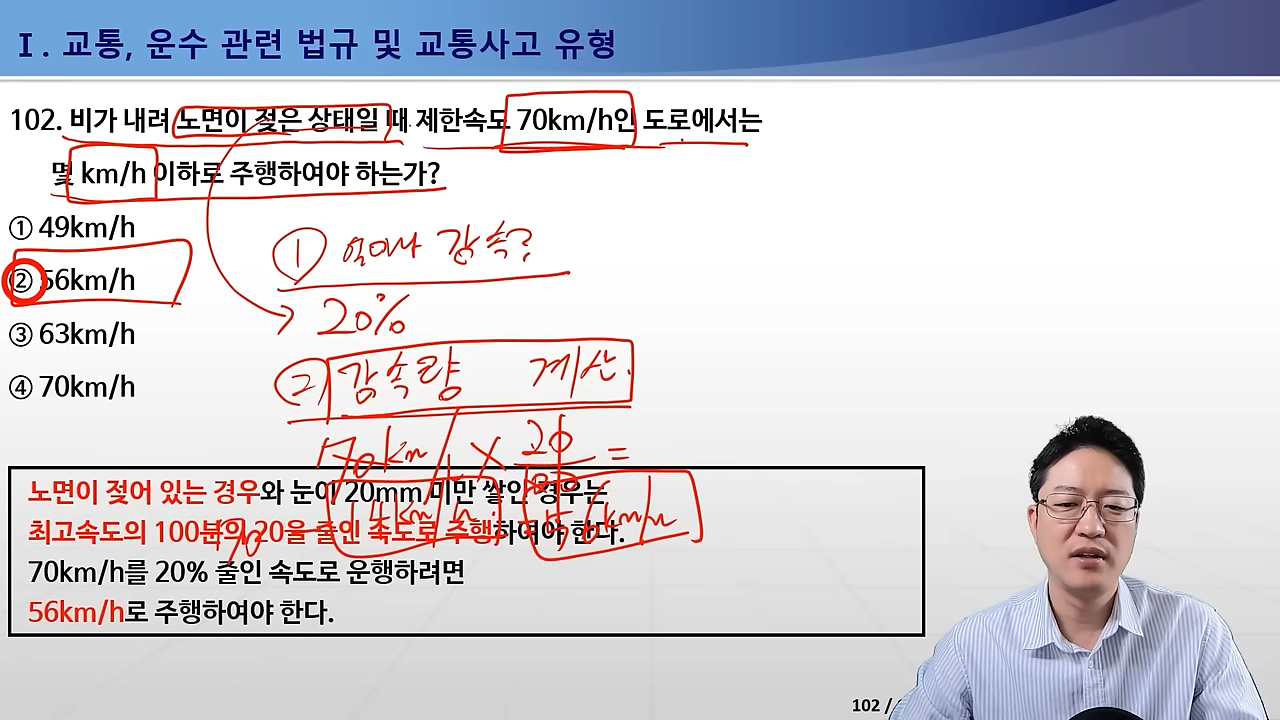 Ⅰ. 교통, 운수 관련 법규 및 교통사고 유형
102. 비가 내려 노면이 젖은 상태일 때 제한속도 70km/h인 도로에서는
몇 km/h 이하로 주행하여야 하는가?
① 49km/h
② 56km/h
③ 63km/h
④ 70km/h
① 얼마나 감속?
20%
② 감속량 계산.
70km/h × 20 =
노면이 젖어 있는 경우와 눈이 20mm 미만 쌓인 경우는
14km/h
최고속도의 100분의 20을 줄인 속도로 주행하여야 한다.
70km/h를 20% 줄인 속도로 운행하려면
56km/h로 주행하여야 한다.
102 /